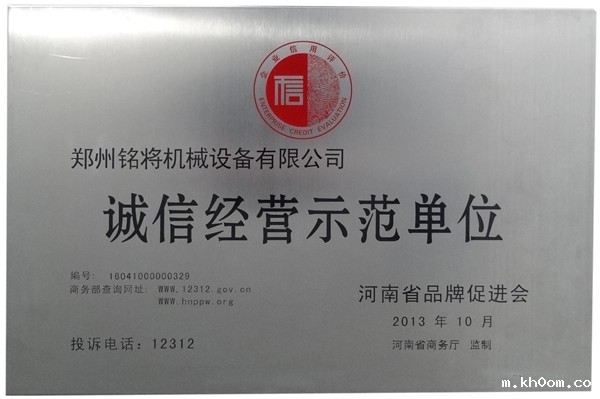 企业信用评价
信
ENTERPRISE CREDIT EVALUATION
郑州铭将机械设备有限公司
诚信经营示范单位
编号: 16041000000329
商务部查询网址: WWW.12312.gov.cn
WWW.hnppw.org
投诉电话:12312
河南省品牌促进会
2013 年 10 月
河南省商务厅 监制
m.kh0om.co